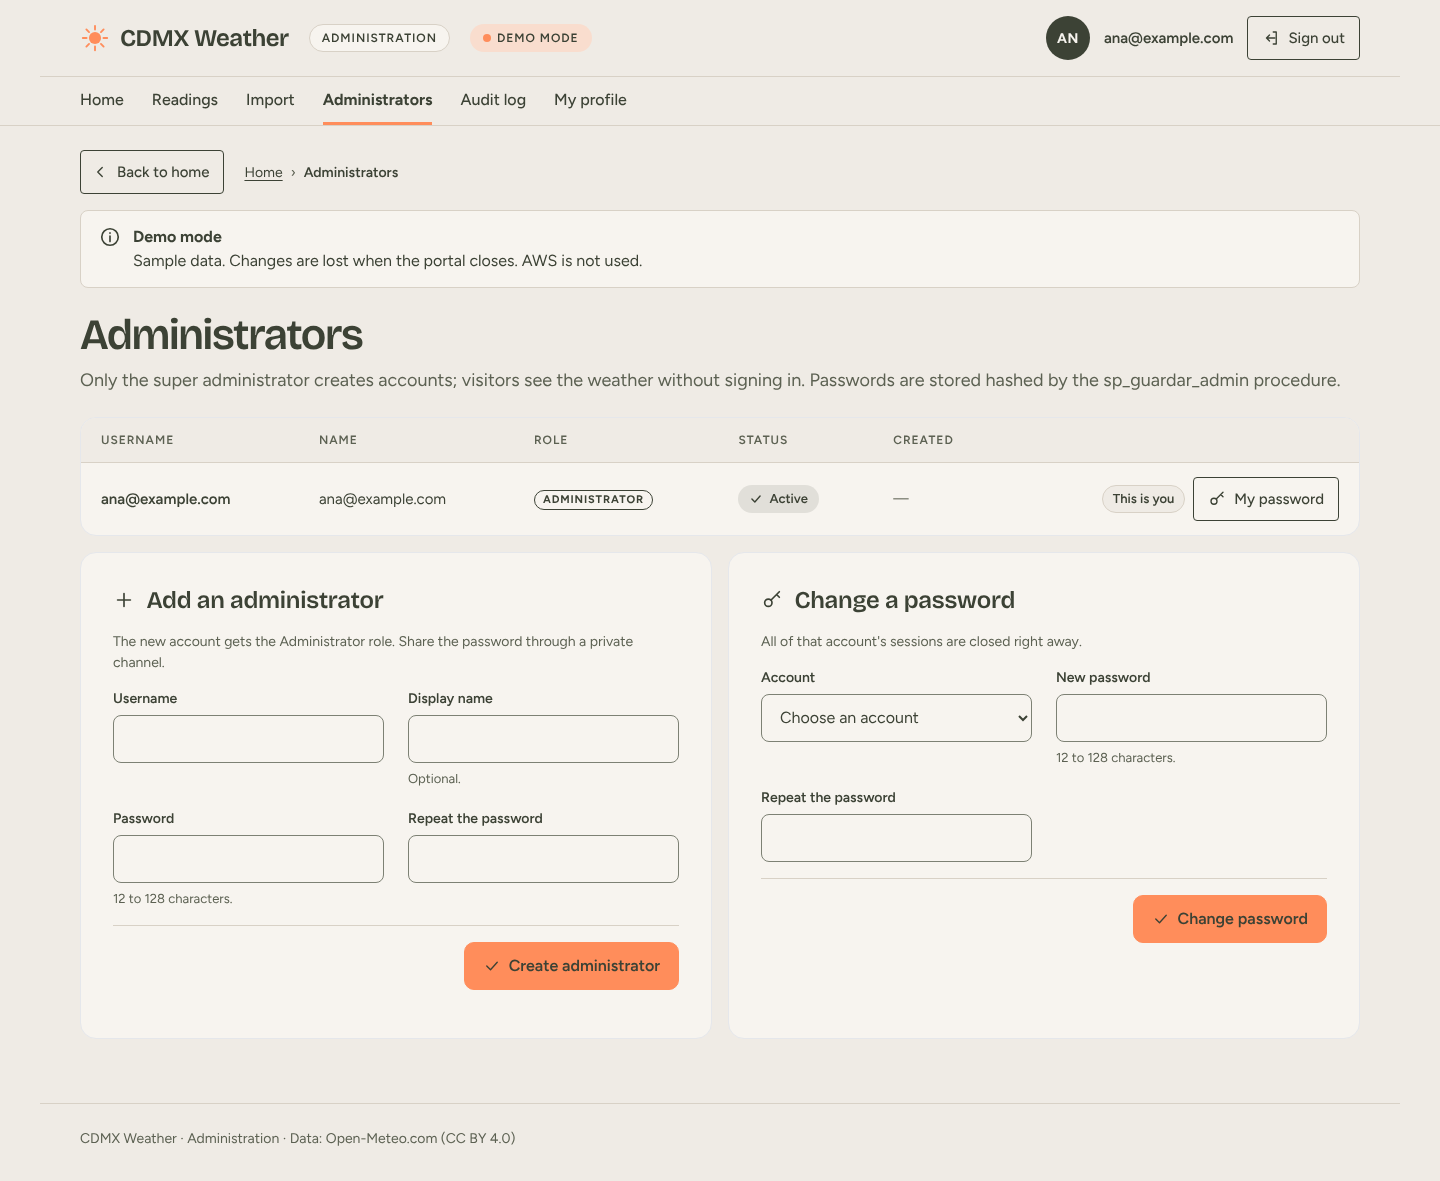 CDMX Weather
ADMINISTRATION
DEMO MODE
AN
ana@example.com
Sign out
Home
Readings
Import
Administrators
Audit log
My profile
Back to home
Home › Administrators
Demo mode
Sample data. Changes are lost when the portal closes. AWS is not used.
Administrators
Only the super administrator creates accounts; visitors see the weather without signing in. Passwords are stored hashed by the sp_guardar_admin procedure.
USERNAME NAME ROLE STATUS CREATED
ana@example.com ana@example.com ADMINISTRATOR Active — This is you My password
Add an administrator
The new account gets the Administrator role. Share the password through a private
channel.
Username
Display name
Optional.
Password
Repeat the password
12 to 128 characters.
Create administrator
Change a password
All of that account's sessions are closed right away.
Account
New password
Choose an account
12 to 128 characters.
Repeat the password
Change password
CDMX Weather · Administration · Data: Open-Meteo.com (CC BY 4.0)